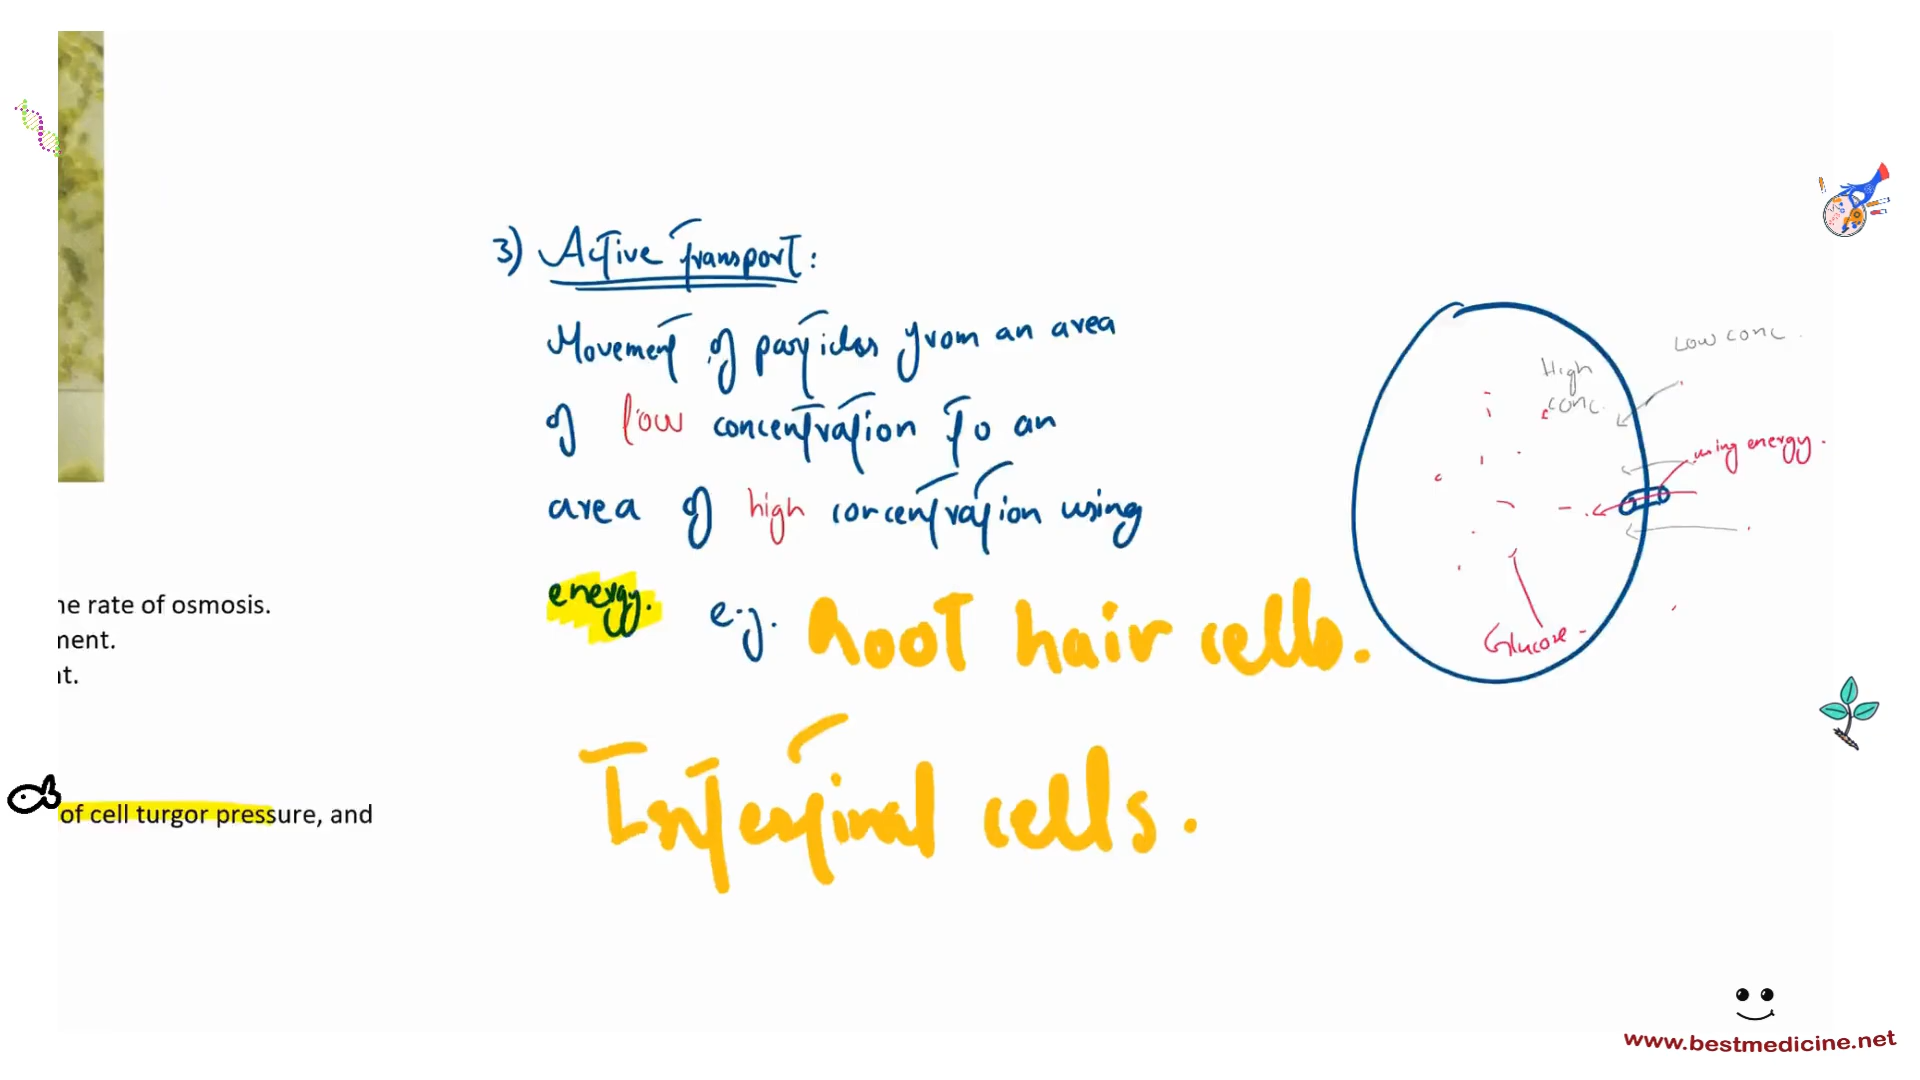 3) Active Transport:
Movement of particles from an area
of low concentration to an
area of high concentration using
energy. e.g. Root hair cells.
Intestinal cells.
Low conc.
High
conc.
using energy.
Glucose
he rate of osmosis.
ment.
nt.
of cell turgor pressure, and
www.bestmedicine.net